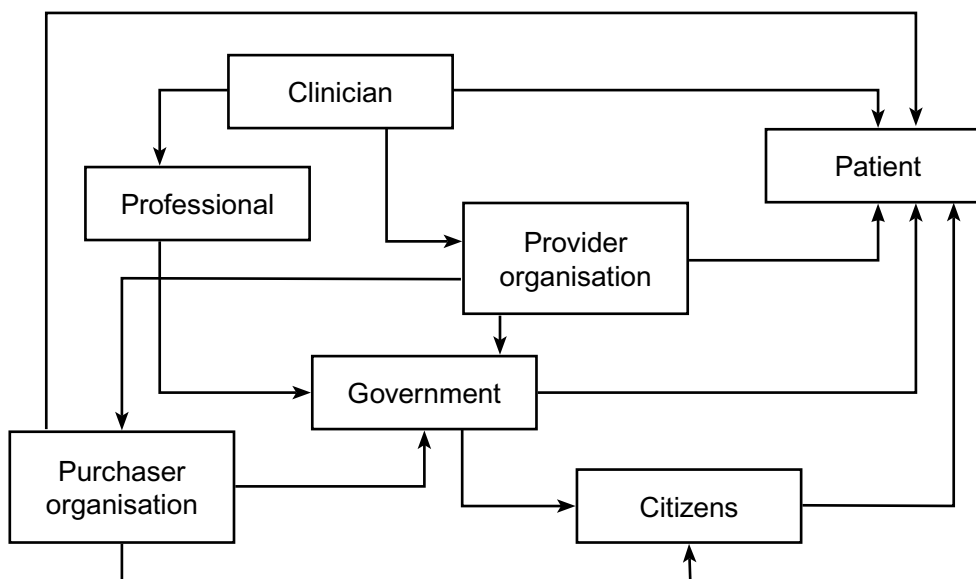 Clinician
Patient
Professional
Provider
organisation
Government
Purchaser
organisation
Citizens